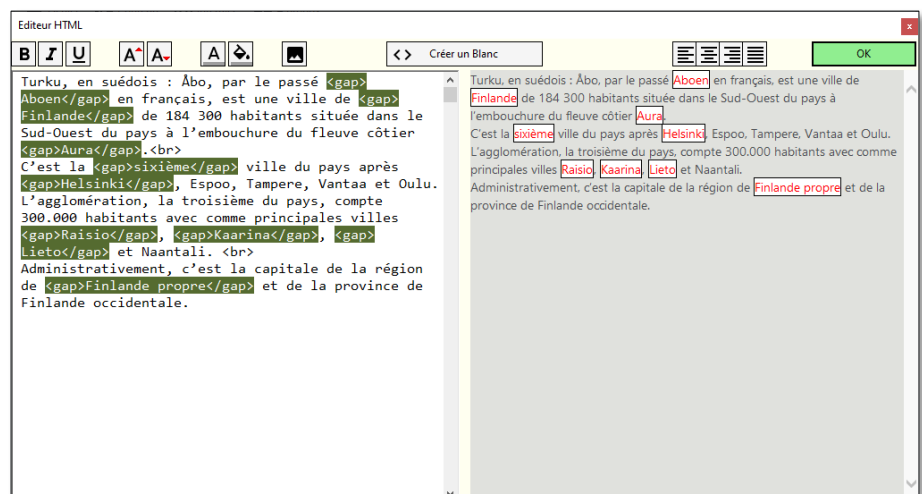 Editeur HTML
x
B I U A A A <> Créer un Blanc OK
Turku, en suédois : Åbo, par le passé <gap>
Aboen</gap> en français, est une ville de <gap>
Finlande</gap> de 184 300 habitants située dans le
Sud-Ouest du pays à l’embouchure du fleuve côtier
<gap>Aura</gap>.<br>
C’est la <gap>sixième</gap> ville du pays après
<gap>Helsinki</gap>, Espoo, Tampere, Vantaa et Oulu.
L’agglomération, la troisième du pays, compte
300.000 habitants avec comme principales villes
<gap>Raisio</gap>, <gap>Kaarina</gap>, <gap>
Lieto</gap> et Naantali. <br>
Administrativement, c’est la capitale de la région
de <gap>Finlande propre</gap> et de la province de
Finlande occidentale.
Turku, en suédois : Åbo, par le passé Aboen en français, est une ville de
Finlande de 184 300 habitants située dans le Sud-Ouest du pays à
l’embouchure du fleuve côtier Aura.
C’est la sixième ville du pays après Helsinki, Espoo, Tampere, Vantaa et Oulu.
L’agglomération, la troisième du pays, compte 300.000 habitants avec comme
principales villes Raisio, Kaarina, Lieto et Naantali.
Administrativement, c’est la capitale de la région de Finlande propre et de la
province de Finlande occidentale.